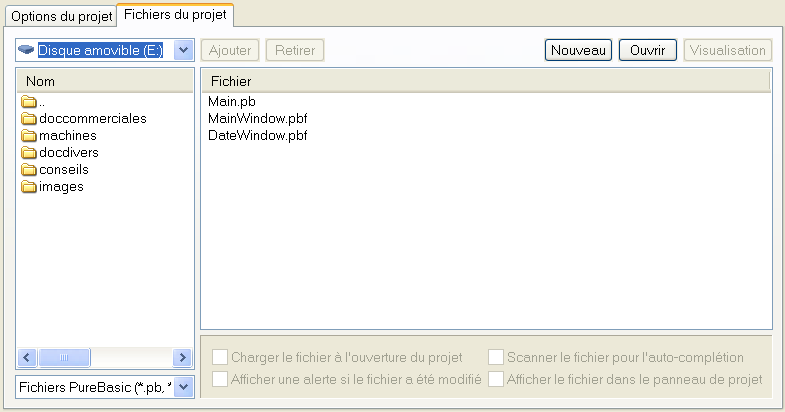 Options du projet
Fichiers du projet
Disque amovible (E:)
Ajouter
Retirer
Nouveau
Ouvrir
Visualisation
Nom
Fichier
..
doccommerciales
machines
docdivers
conseils
images
Main.pb
MainWindow.pbf
DateWindow.pbf
Charger le fichier à l'ouverture du projet
Scanner le fichier pour l'auto-complétion
Afficher une alerte si le fichier a été modifié
Afficher le fichier dans le panneau de projet
Fichiers PureBasic (*.pb,